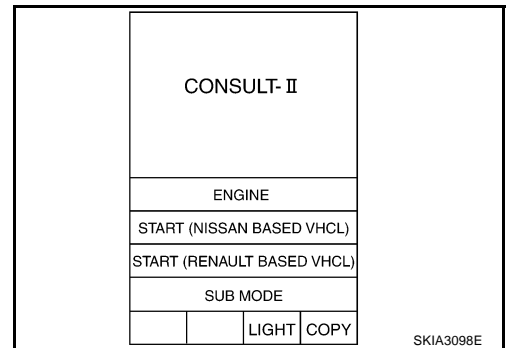 CONSULT-II
ENGINE
START (NISSAN BASED VHCL)
START (RENAULT BASED VHCL)
SUB MODE
LIGHT COPY
SKIA3098E